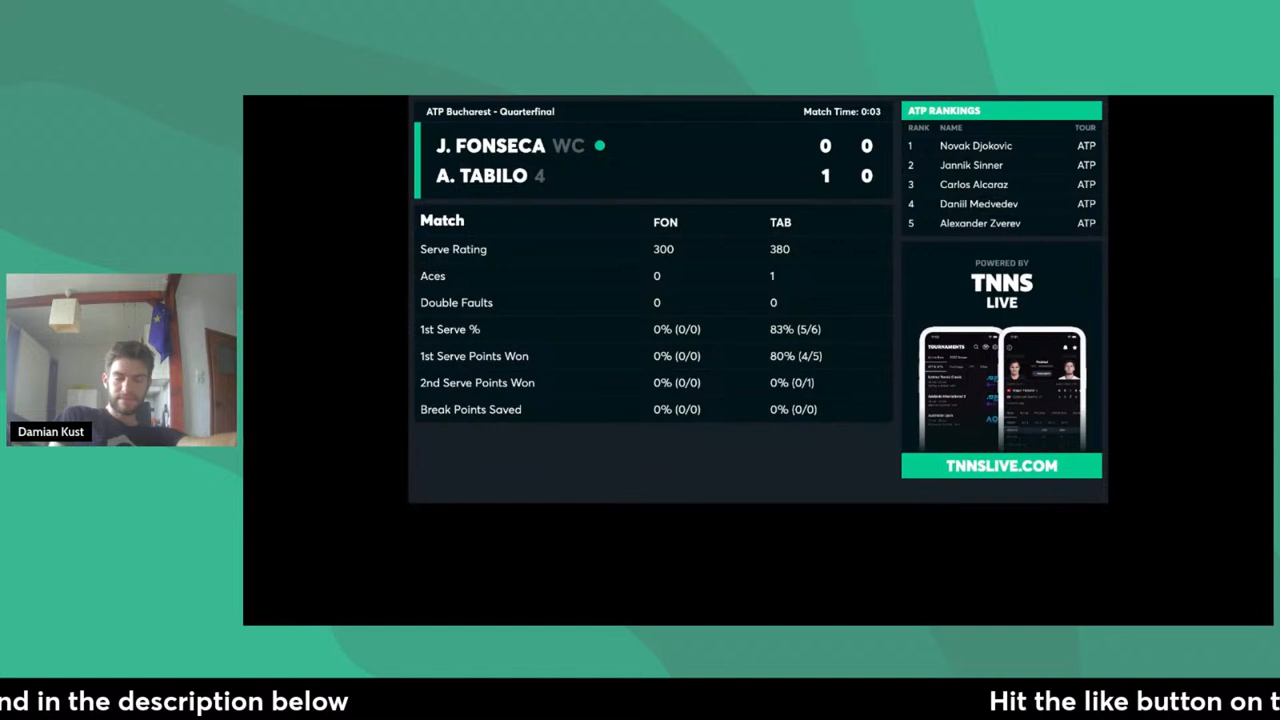 ATP Bucharest - Quarterfinal Match Time: 0:03
J. FONSECA WC 0 0
A. TABILO 4 1 0
Match FON TAB
Serve Rating 300 380
Aces 0 1
Double Faults 0 0
1st Serve % 0% (0/0) 83% (5/6)
1st Serve Points Won 0% (0/0) 80% (4/5)
2nd Serve Points Won 0% (0/0) 0% (0/1)
Break Points Saved 0% (0/0) 0% (0/0)
ATP RANKINGS
RANK NAME TOUR
1 Novak Djokovic ATP
2 Jannik Sinner ATP
3 Carlos Alcaraz ATP
4 Daniil Medvedev ATP
5 Alexander Zverev ATP
POWERED BY
TNNS
LIVE
TOURNAMENTS
TNNSLIVE.COM
Damian Kust
nd in the description below Hit the like button on t